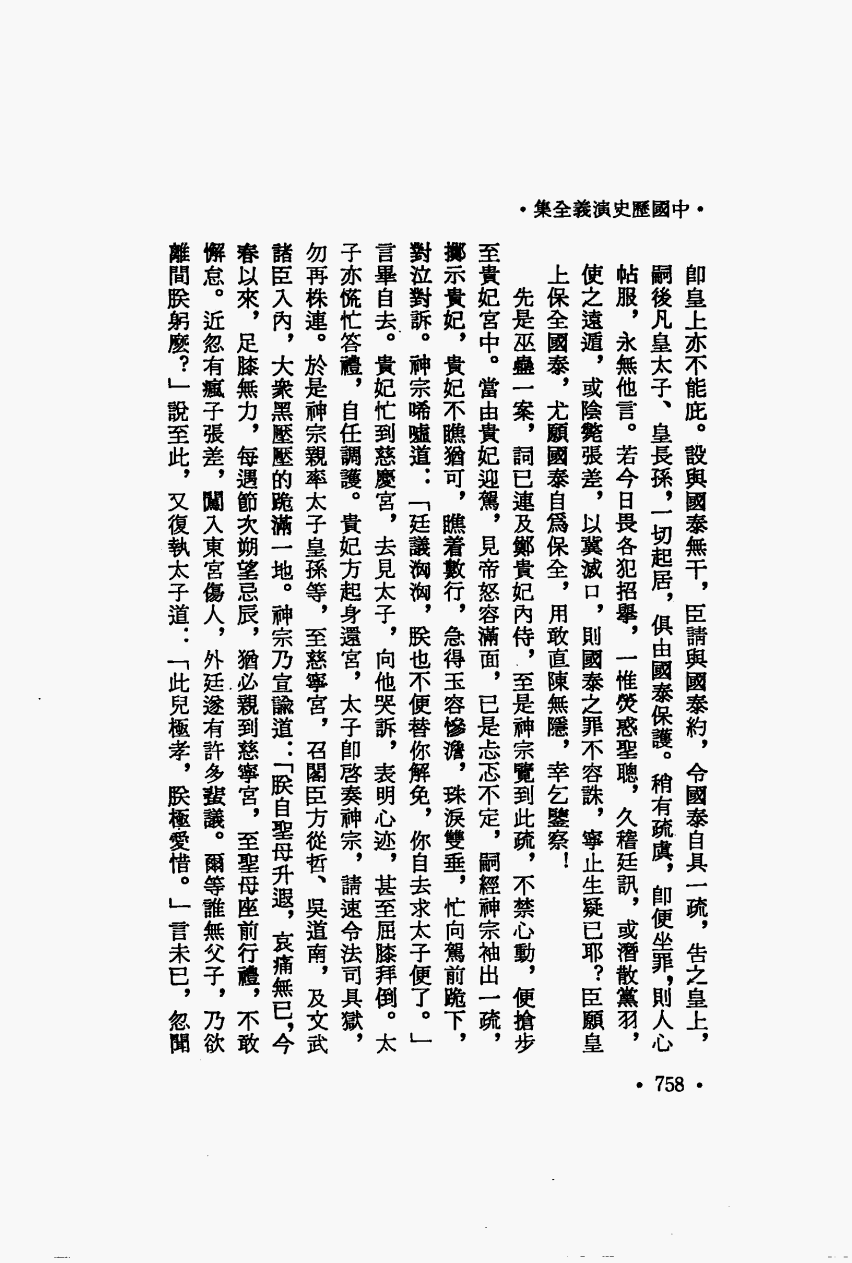 •中國歷史演義全集•
卽皇上亦不能庇。設與國泰無干，臣請與國泰約，令國泰自具一疏，吿之皇上，
嗣後凡皇太子、皇長孫，一切起居，俱由國泰保護。稍有疏虞，卽便坐罪，則人心
帖服，永無他言。若今日畏各犯招舉，一惟熒惑聖聰，久稽廷訊，或潛散黨羽，
使之遠遁，或陰斃張差，以冀滅口，則國泰之罪不容誅，寧止生疑已耶？臣願皇
上保全國泰，尤願國泰自爲保全，用敢直陳無隱，幸乞鑒察！
先是巫蠱一案，詞已連及鄭貴妃內侍，至是神宗覽到此疏，不禁心動，便搶步
至貴妃宮中。當由貴妃迎駕，見帝怒容滿面，已是忐忑不定，嗣經神宗袖出一疏，
擲示貴妃，貴妃不瞧猶可，瞧着數行，急得玉容慘澹，珠淚雙垂，忙向駕前跪下，
對泣對訴。神宗唏噓道：「廷議洶洶，朕也不便替你解免，你自去求太子便了。」
言畢自去。貴妃忙到慈慶宮，去見太子，向他哭訴，表明心迹，甚至屈膝拜倒。太
子亦慌忙答禮，自任調護。貴妃方起身還宮，太子卽啓奏神宗，請速令法司具獄，
勿再株連。於是神宗親率太子皇孫等，至慈寧宮，召閣臣方從哲、吳道南，及文武
諸臣入內，大衆黑壓壓的跪滿一地。神宗乃宣諭道：「朕自聖母升遐，哀痛無已，今
春以來，足膝無力，每遇節次朔望忌辰，猶必親到慈寧宮，至聖母座前行禮，不敢
懈怠。近忽有瘋子張差，闖入東宮傷人，外廷遂有許多蜚議。爾等誰無父子，乃欲
離間朕躬麽？」說至此，又復執太子道：「此兒極孝，朕極愛惜。」言未已，忽聞
•758•